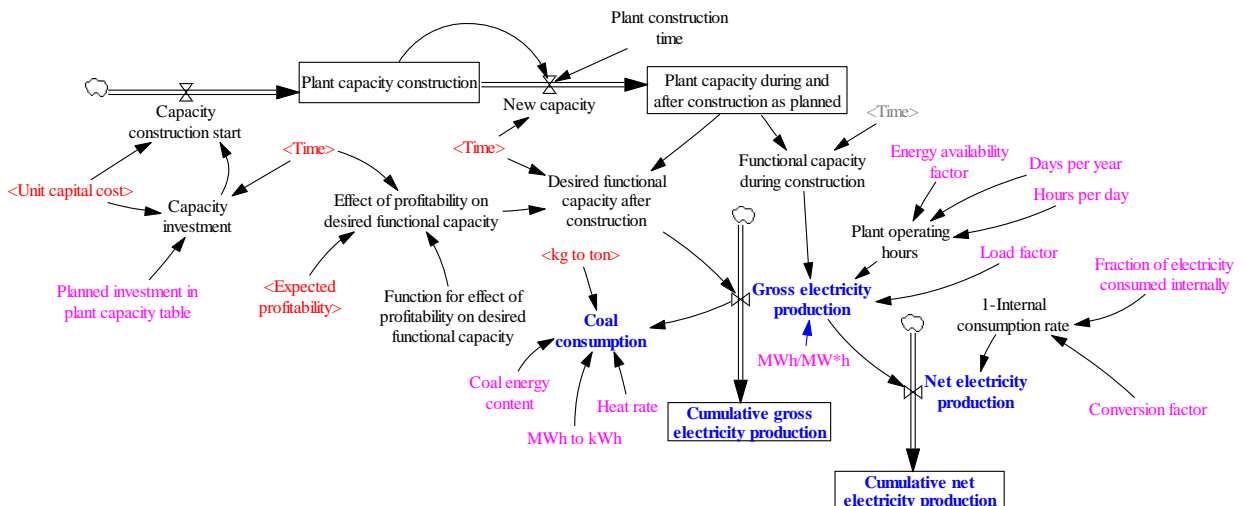 Plant construction
time
Plant capacity construction
New capacity
Plant capacity during and
after construction as planned
Capacity
construction start
<Time>
<Time>
<Time>
<Unit capital cost>
Capacity
investment
Effect of profitability on
desired functional capacity
Desired functional
capacity after
construction
Functional capacity
during construction
Energy availability
factor
Days per year
Hours per day
Plant operating
hours
Load factor
Planned investment in
plant capacity table
<Expected
profitability>
Function for effect of
profitability on desired
functional capacity
<kg to ton>
Coal
consumption
Gross electricity
production
MWh/MW*h
1-Internal
consumption rate
Fraction of electricity
consumed internally
Coal energy
content
Heat rate
MWh to kWh
Net electricity
production
Conversion factor
Cumulative gross
electricity production
Cumulative net
electricity production